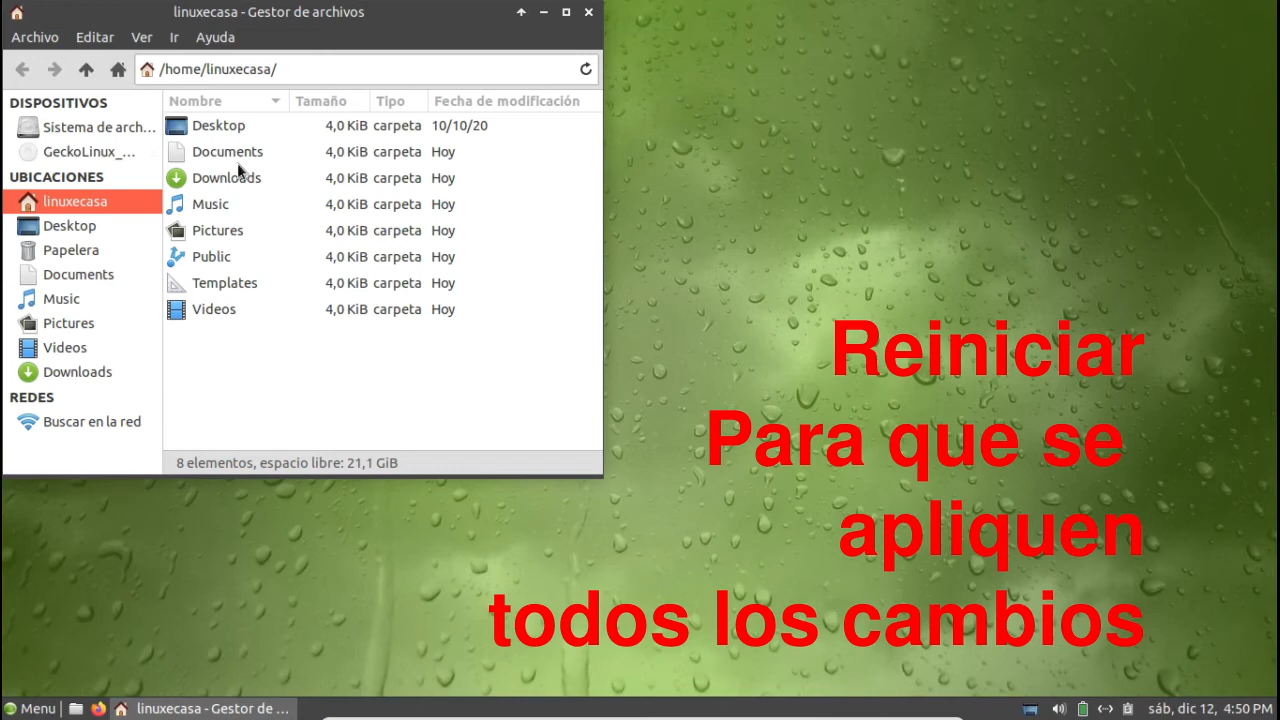 linuxecasa - Gestor de archivos
Archivo Editar Ver Ir Ayuda
/home/linuxecasa/
DISPOSITIVOS
Sistema de arch...
GeckoLinux_...
UBICACIONES
linuxecasa
Desktop
Papelera
Documents
Music
Pictures
Videos
Downloads
REDES
Buscar en la red
Nombre Tamaño Tipo Fecha de modificación
Desktop 4,0 KiB carpeta 10/10/20
Documents 4,0 KiB carpeta Hoy
Downloads 4,0 KiB carpeta Hoy
Music 4,0 KiB carpeta Hoy
Pictures 4,0 KiB carpeta Hoy
Public 4,0 KiB carpeta Hoy
Templates 4,0 KiB carpeta Hoy
Videos 4,0 KiB carpeta Hoy
8 elementos, espacio libre: 21,1 GiB
Reiniciar
Para que se
apliquen
todos los cambios
Menu linuxecasa - Gestor de ... sáb, dic 12, 4:50 PM